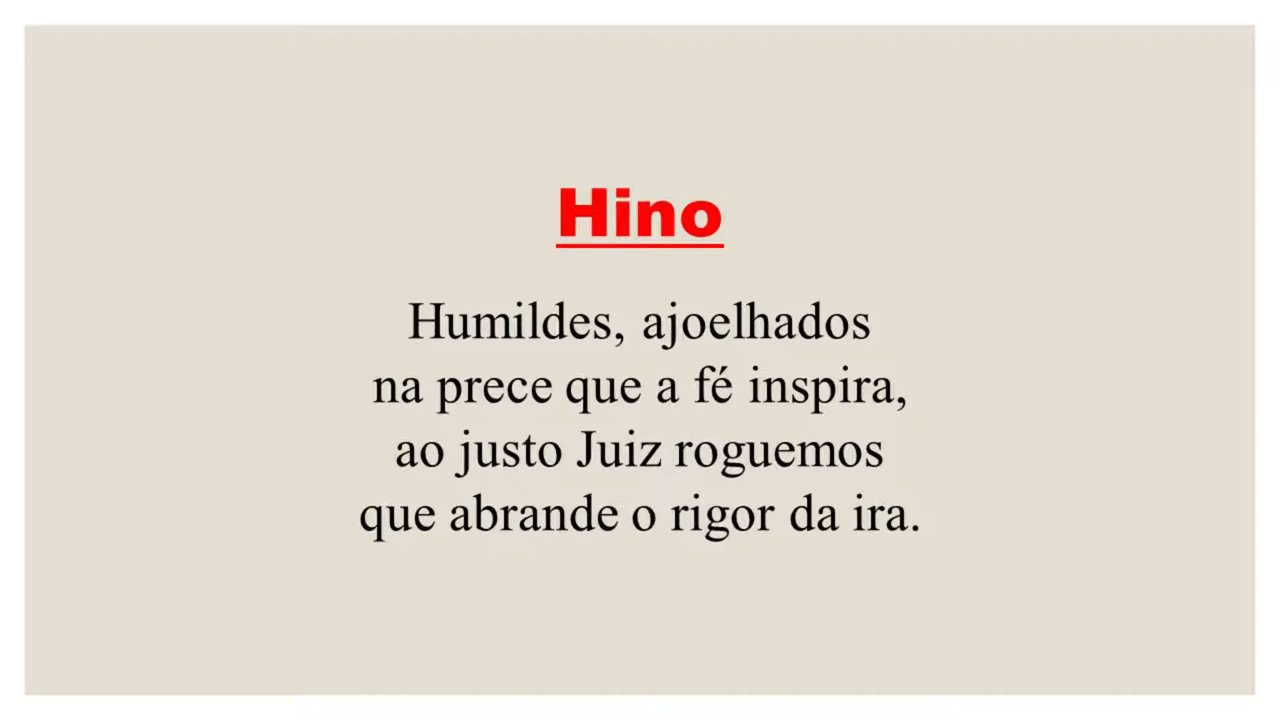 Hino
Humildes, ajoelhados
na prece que a fé inspira,
ao justo Juiz roguemos
que abrande o rigor da ira.